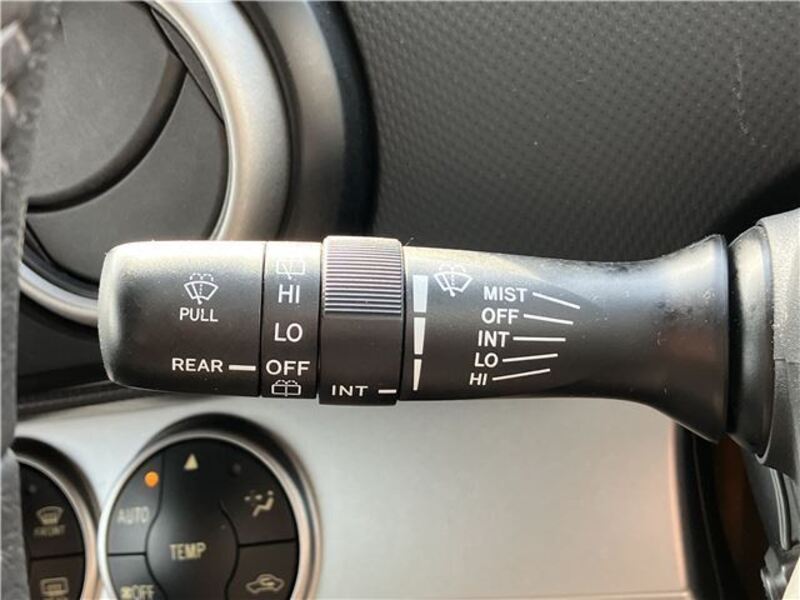 PULL
REAR
HI
LO
OFF
INT
MIST
OFF
INT
LO
HI
FRONT
AUTO
TEMP
OFF